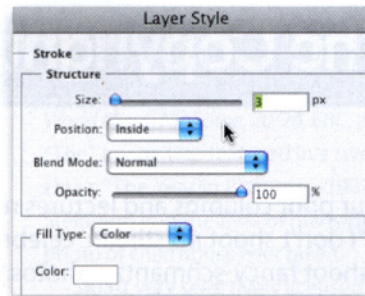 Layer Style
Stroke
Structure
Size: 3 px
Position: Inside
Blend Mode: Normal
Opacity: 100 %
Fill Type: Color
Color: